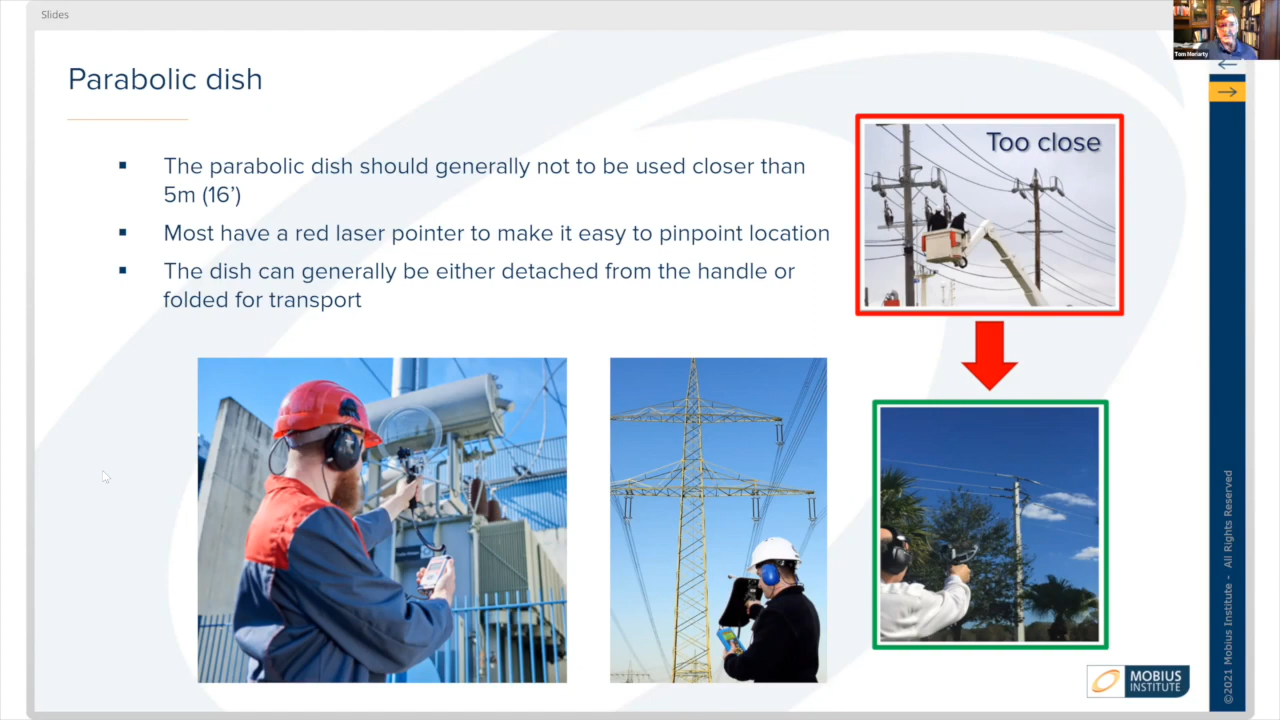 Slides
Tom Moriarty
Parabolic dish
The parabolic dish should generally not to be used closer than
5m (16’)
Most have a red laser pointer to make it easy to pinpoint location
The dish can generally be either detached from the handle or
folded for transport
Too close
©2021 Mobius Institute - All Rights Reserved
MOBIUS
INSTITUTE